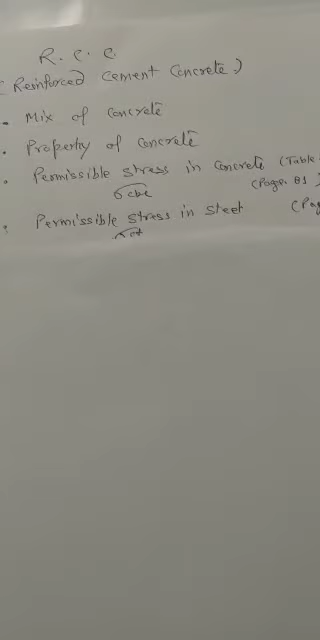 R. C. C
(Reinforced Cement Concrete)
. Mix of Concrete
. Property of Concrete
. Permissible stress in Concrete (Table
σcbc (Page. 81)
. Permissible stress in steel (Pag
σst